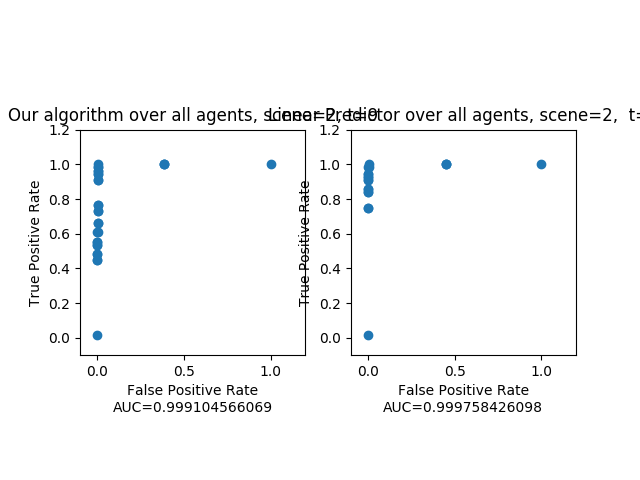 Our algorithm over all agents, scene=2, t=9
Linear Predictor over all agents, scene=2, t=
True Positive Rate
1.2
1.0
0.8
0.6
0.4
0.2
0.0
0.0
0.5
1.0
False Positive Rate
AUC=0.999104566069
True Positive Rate
1.2
1.0
0.8
0.6
0.4
0.2
0.0
0.0
0.5
1.0
False Positive Rate
AUC=0.999758426098